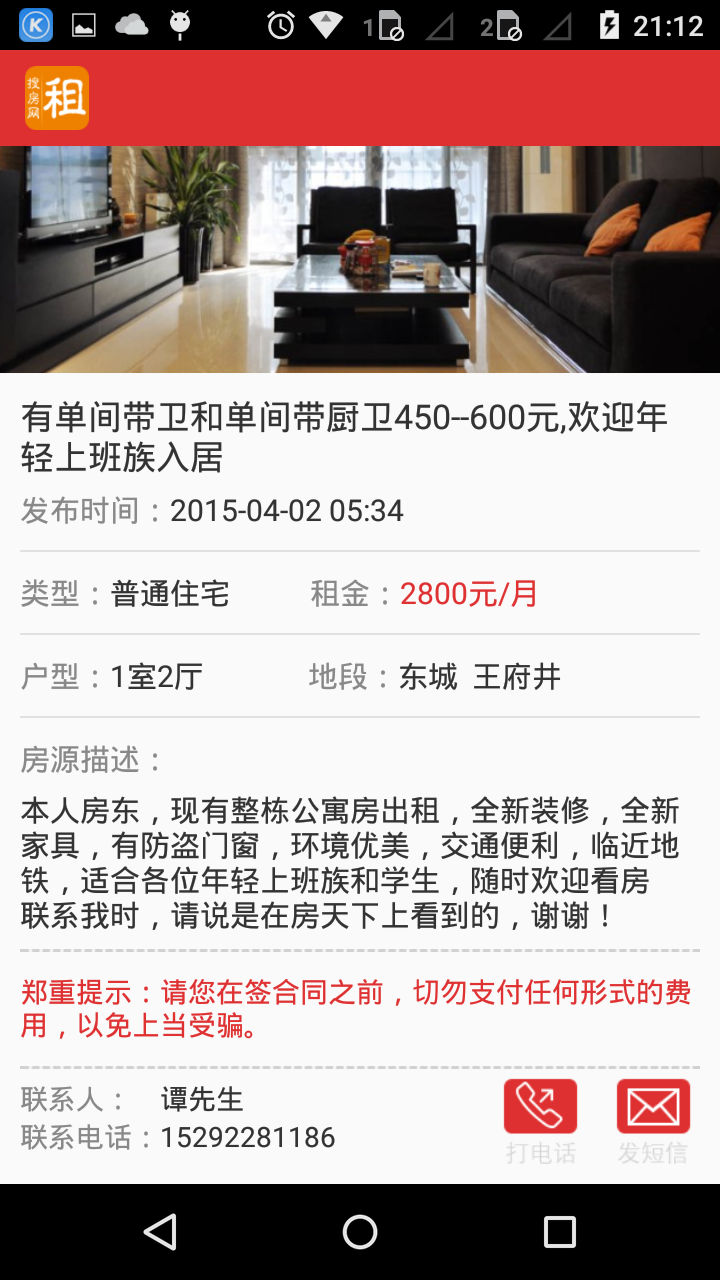 1 2 21:12
搜房网 租
有单间带卫和单间带厨卫450--600元,欢迎年
轻上班族入居
发布时间：2015-04-02 05:34
类型：普通住宅 租金：2800元/月
户型：1室2厅 地段：东城 王府井
房源描述：
本人房东，现有整栋公寓房出租，全新装修，全新
家具，有防盗门窗，环境优美，交通便利，临近地
铁，适合各位年轻上班族和学生，随时欢迎看房
联系我时，请说是在房天下上看到的，谢谢！
郑重提示：请您在签合同之前，切勿支付任何形式的费
用，以免上当受骗。
联系人： 谭先生
联系电话：15292281186
打电话 发短信